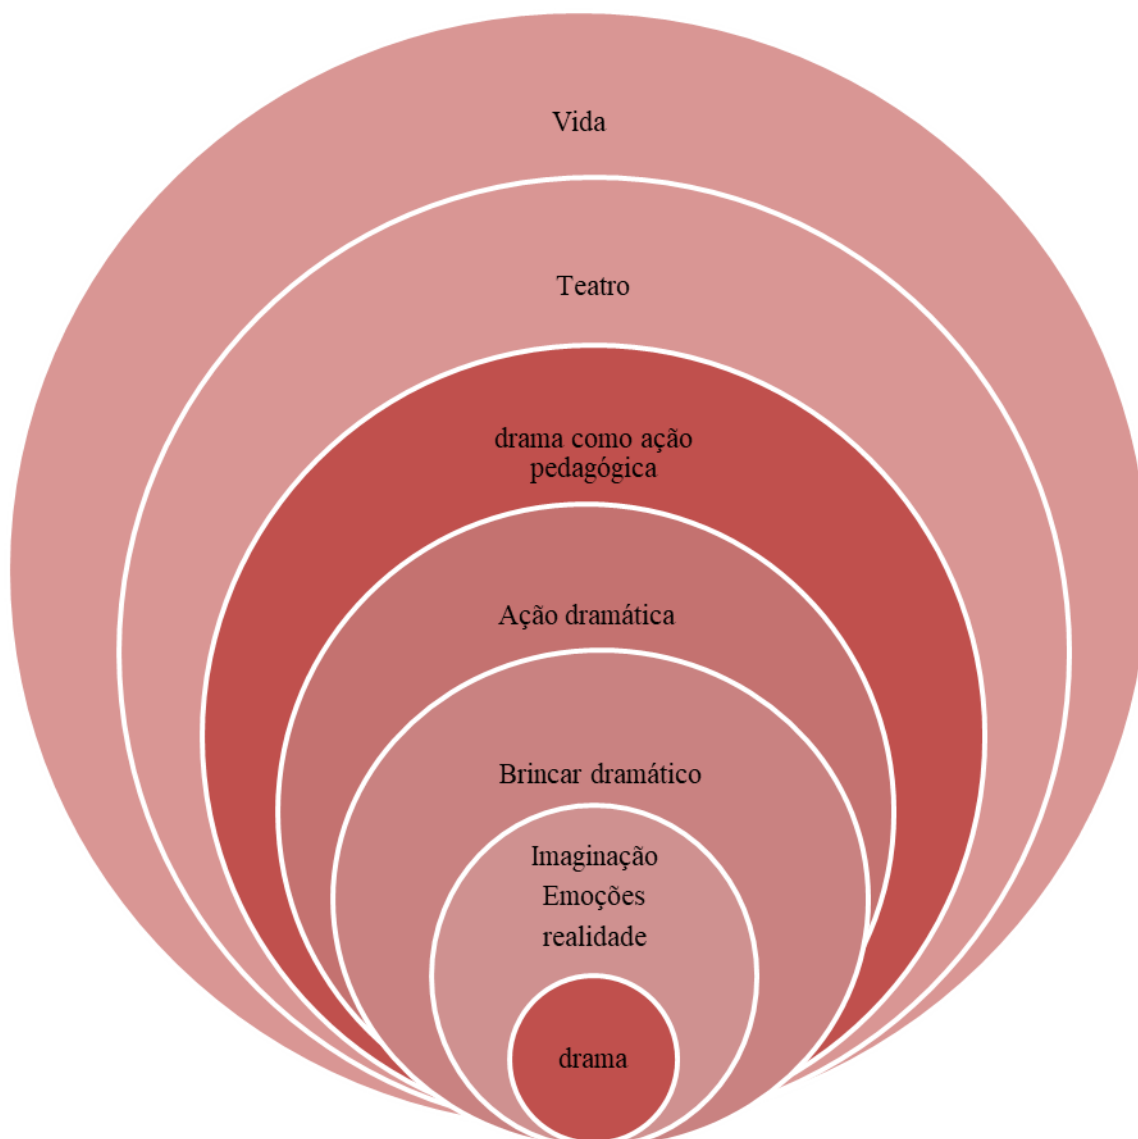 Vida
Teatro
drama como ação
pedagógica
Ação dramática
Brincar dramático
Imaginação
Emoções
realidade
drama